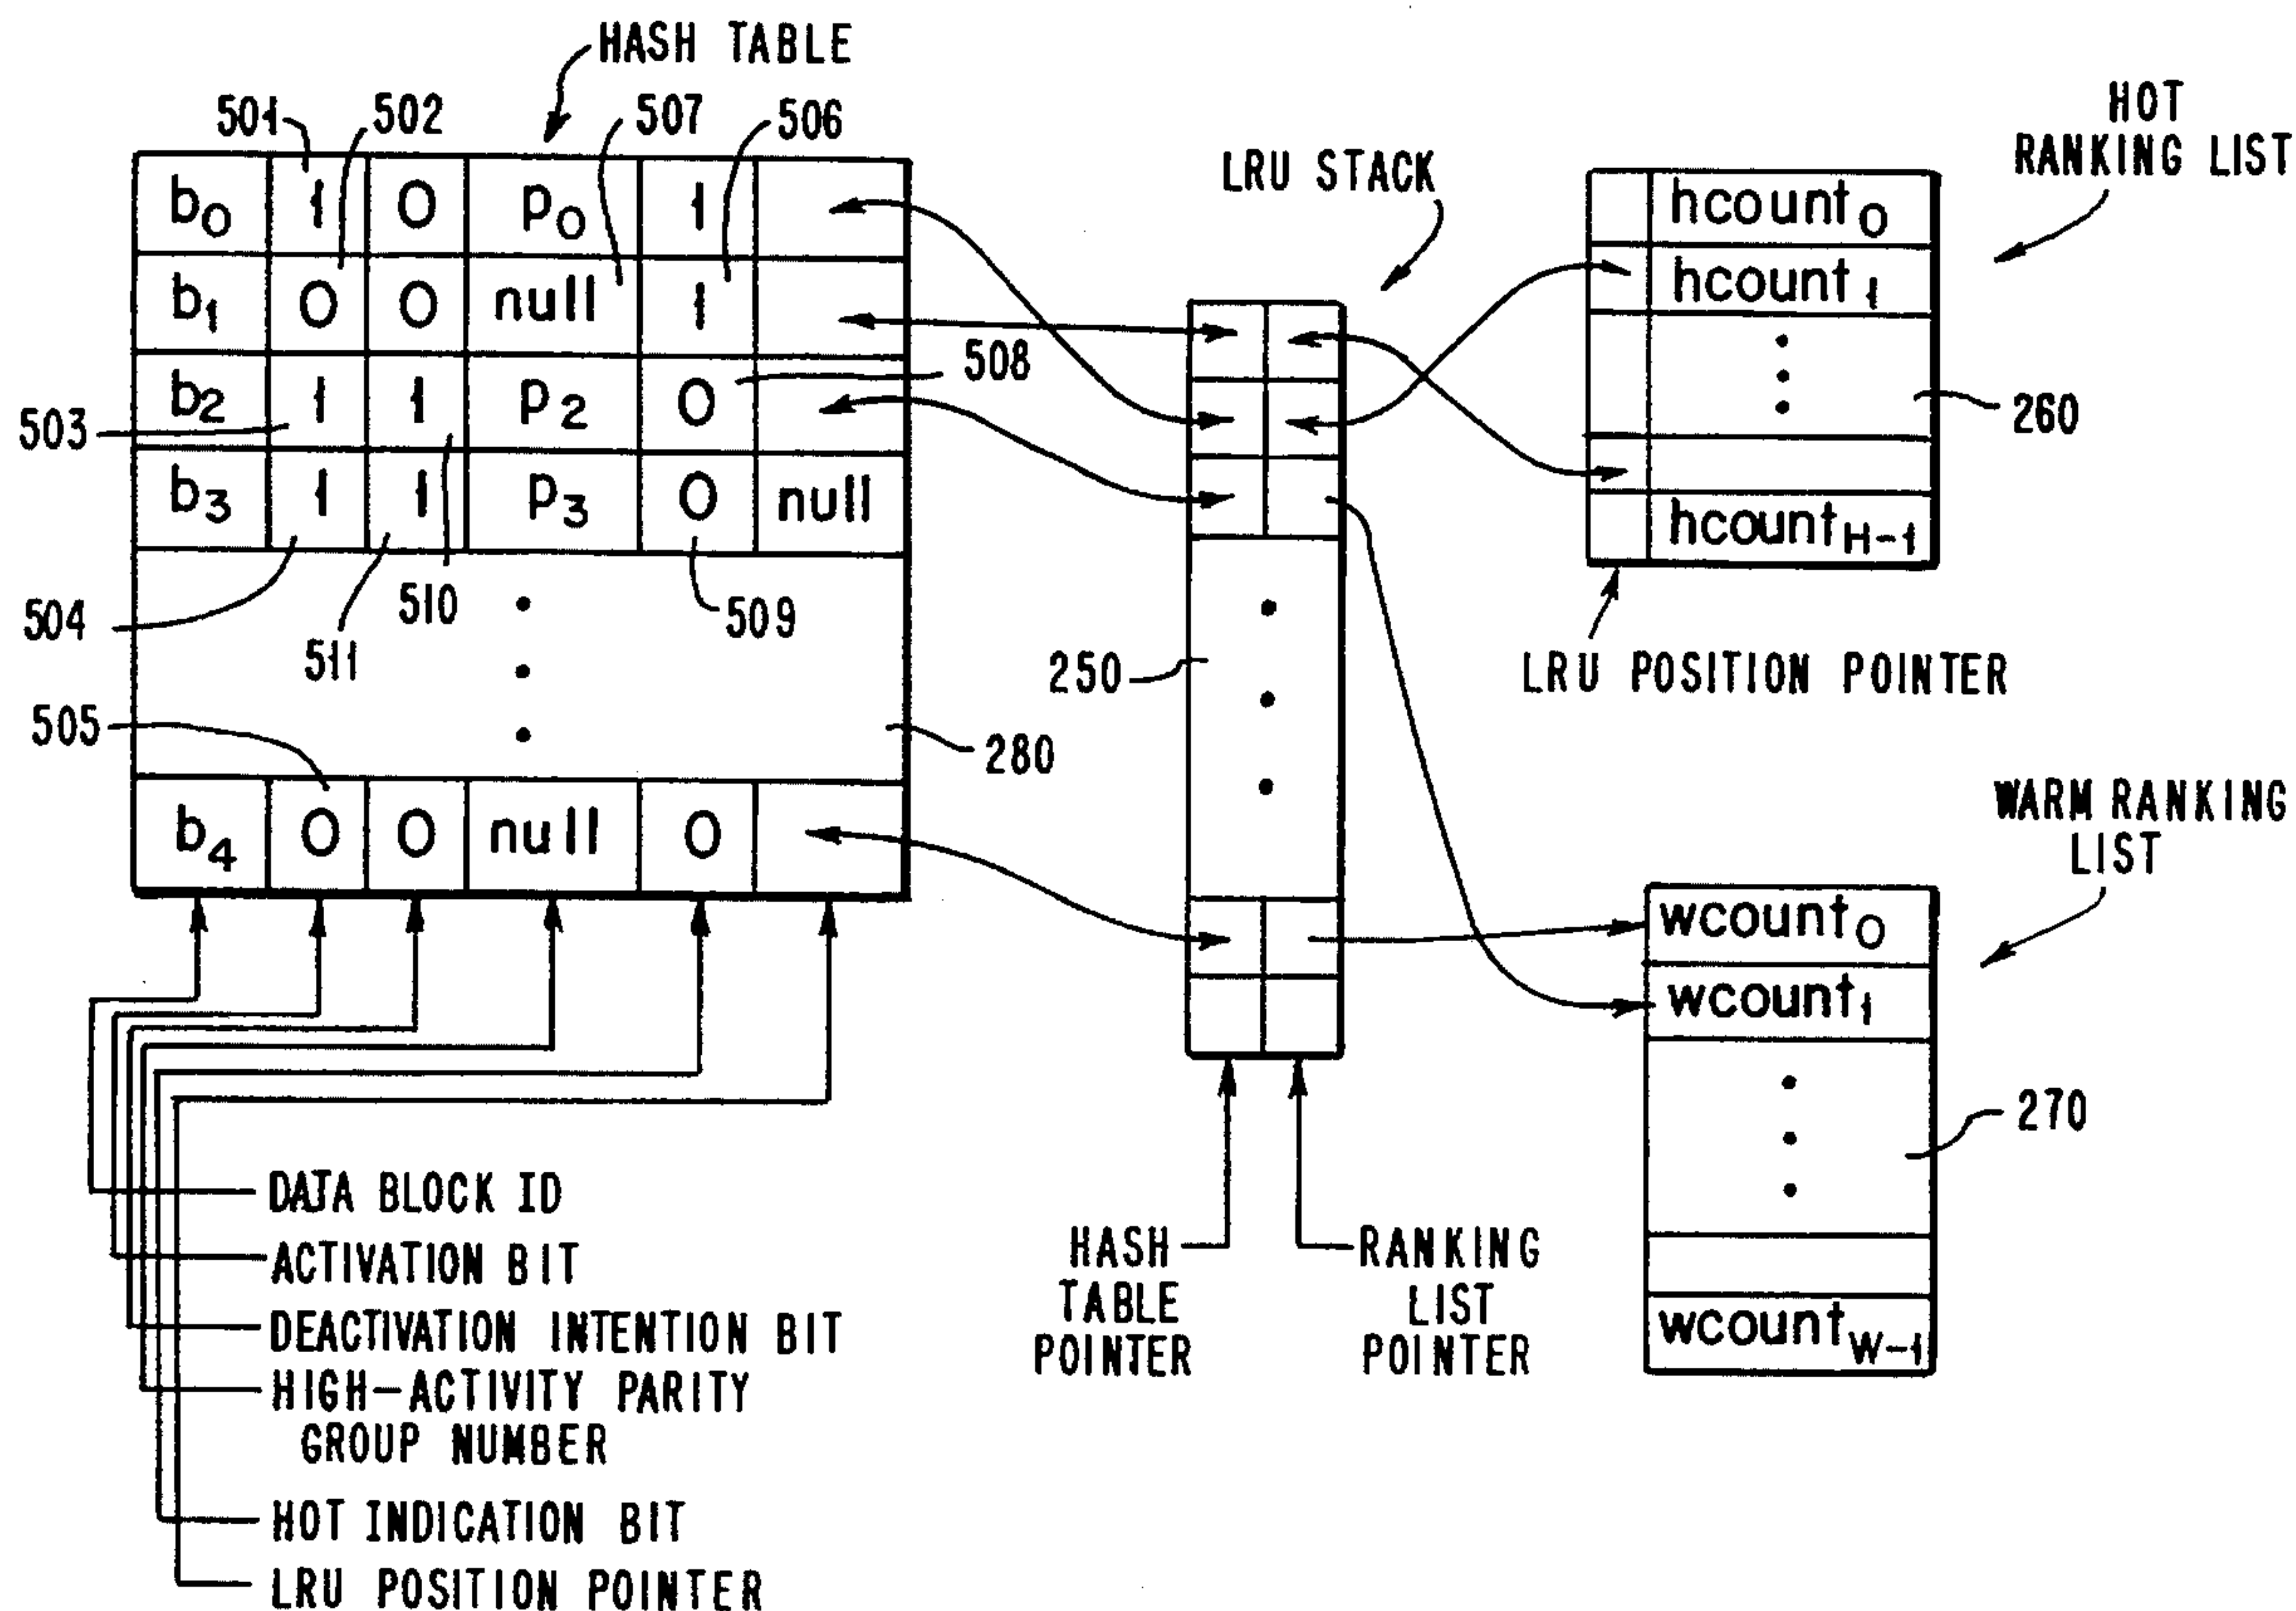 HASH TABLE
501
502
507
506
b0 1 0 p0 1
b1 0 0 null 1
b2 1 1 p2 0
b3 1 1 p3 0 null
b4 0 0 null 0
503
504
511
510
509
508
505
280
DATA BLOCK ID
ACTIVATION BIT
DEACTIVATION INTENTION BIT
HIGH-ACTIVITY PARITY
GROUP NUMBER
HOT INDICATION BIT
LRU POSITION POINTER
LRU STACK
250
HASH
TABLE
POINTER
RANKING
LIST
POINTER
HOT
RANKING LIST
hcount0
hcount1
hcountH-1
260
LRU POSITION POINTER
WARM RANKING
LIST
wcount0
wcount1
wcountW-1
270